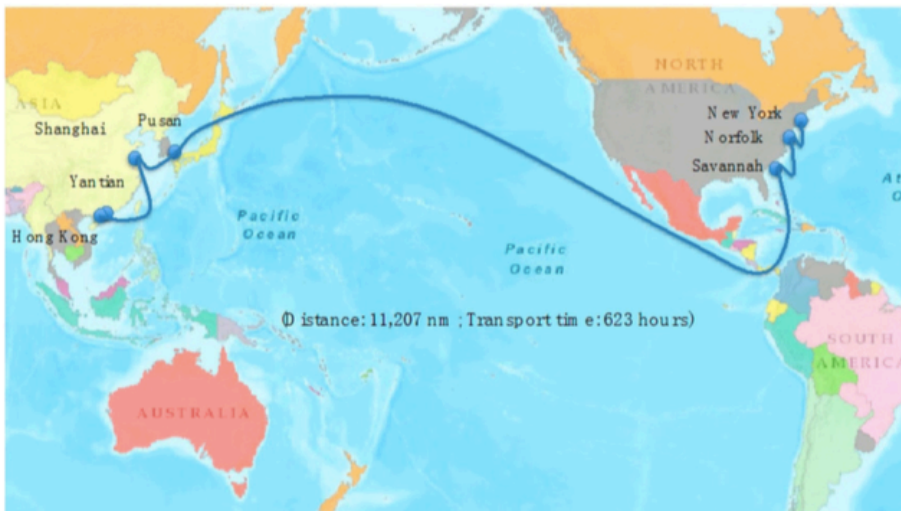 NORTH
AMERICA
ASIA
Shanghai
Pusan
New York
Norfolk
Savannah
Yantian
Hong Kong
Pacific
Ocean
Pacific
Ocean
At
O
(Distance: 11,207 nm ; Transport time: 623 hours)
SOUTH
AMERICA
AUSTRALIA